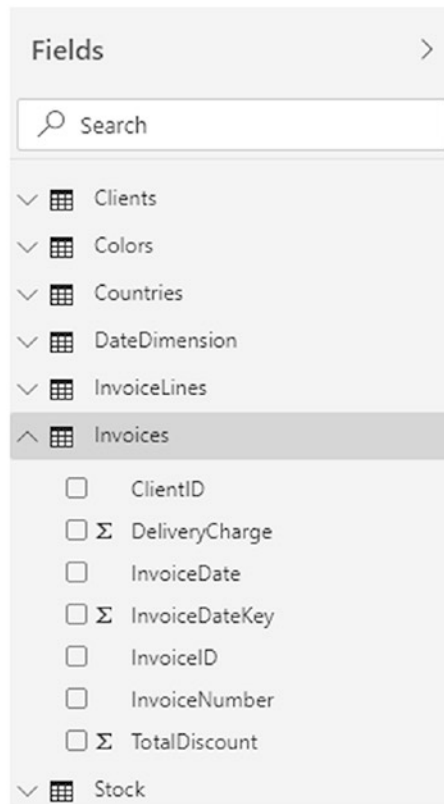 Fields
Search
Clients
Colors
Countries
DateDimension
InvoiceLines
Invoices
ClientID
Σ DeliveryCharge
InvoiceDate
Σ InvoiceDateKey
InvoiceID
InvoiceNumber
Σ TotalDiscount
Stock